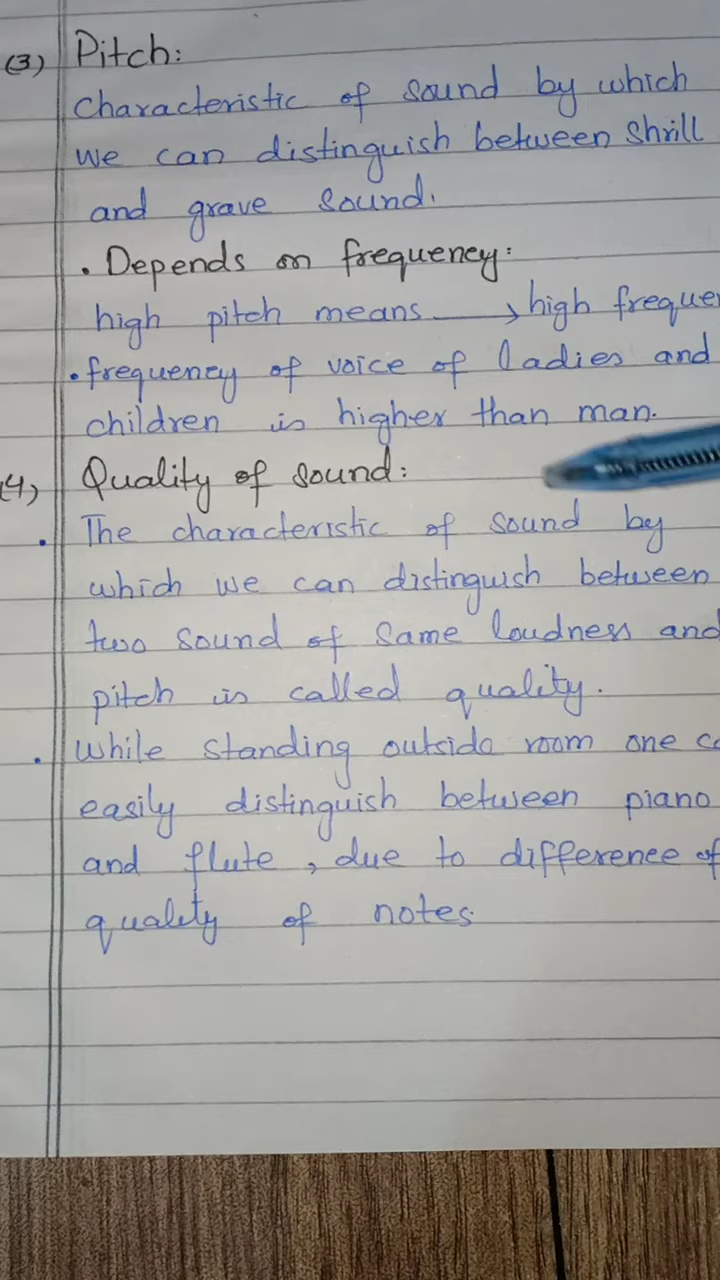 (3) Pitch:
Characteristic of sound by which
we can distinguish between shrill
and grave sound.
• Depends on frequency:
high pitch means → high freque
• frequency of voice of ladies and
children is higher than man.
(4) Quality of sound:
• The characteristic of sound by
which we can distinguish between
two sound of same loudness and
pitch is called quality.
• While standing outside room one ca
easily distinguish between piano
and flute, due to difference of
quality of notes.